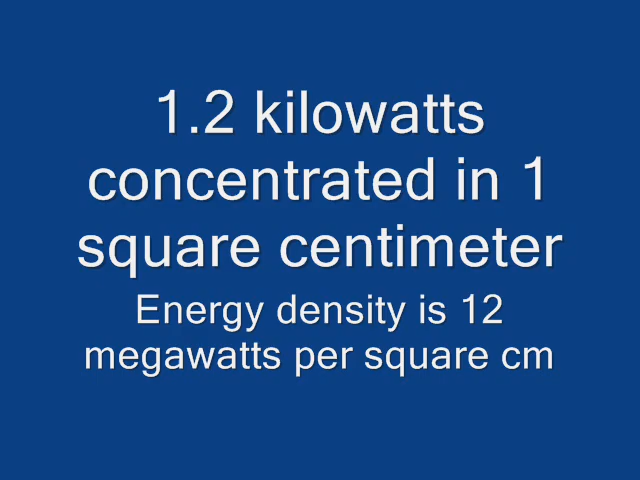 1.2 kilowatts
concentrated in 1
square centimeter
Energy density is 12
megawatts per square cm